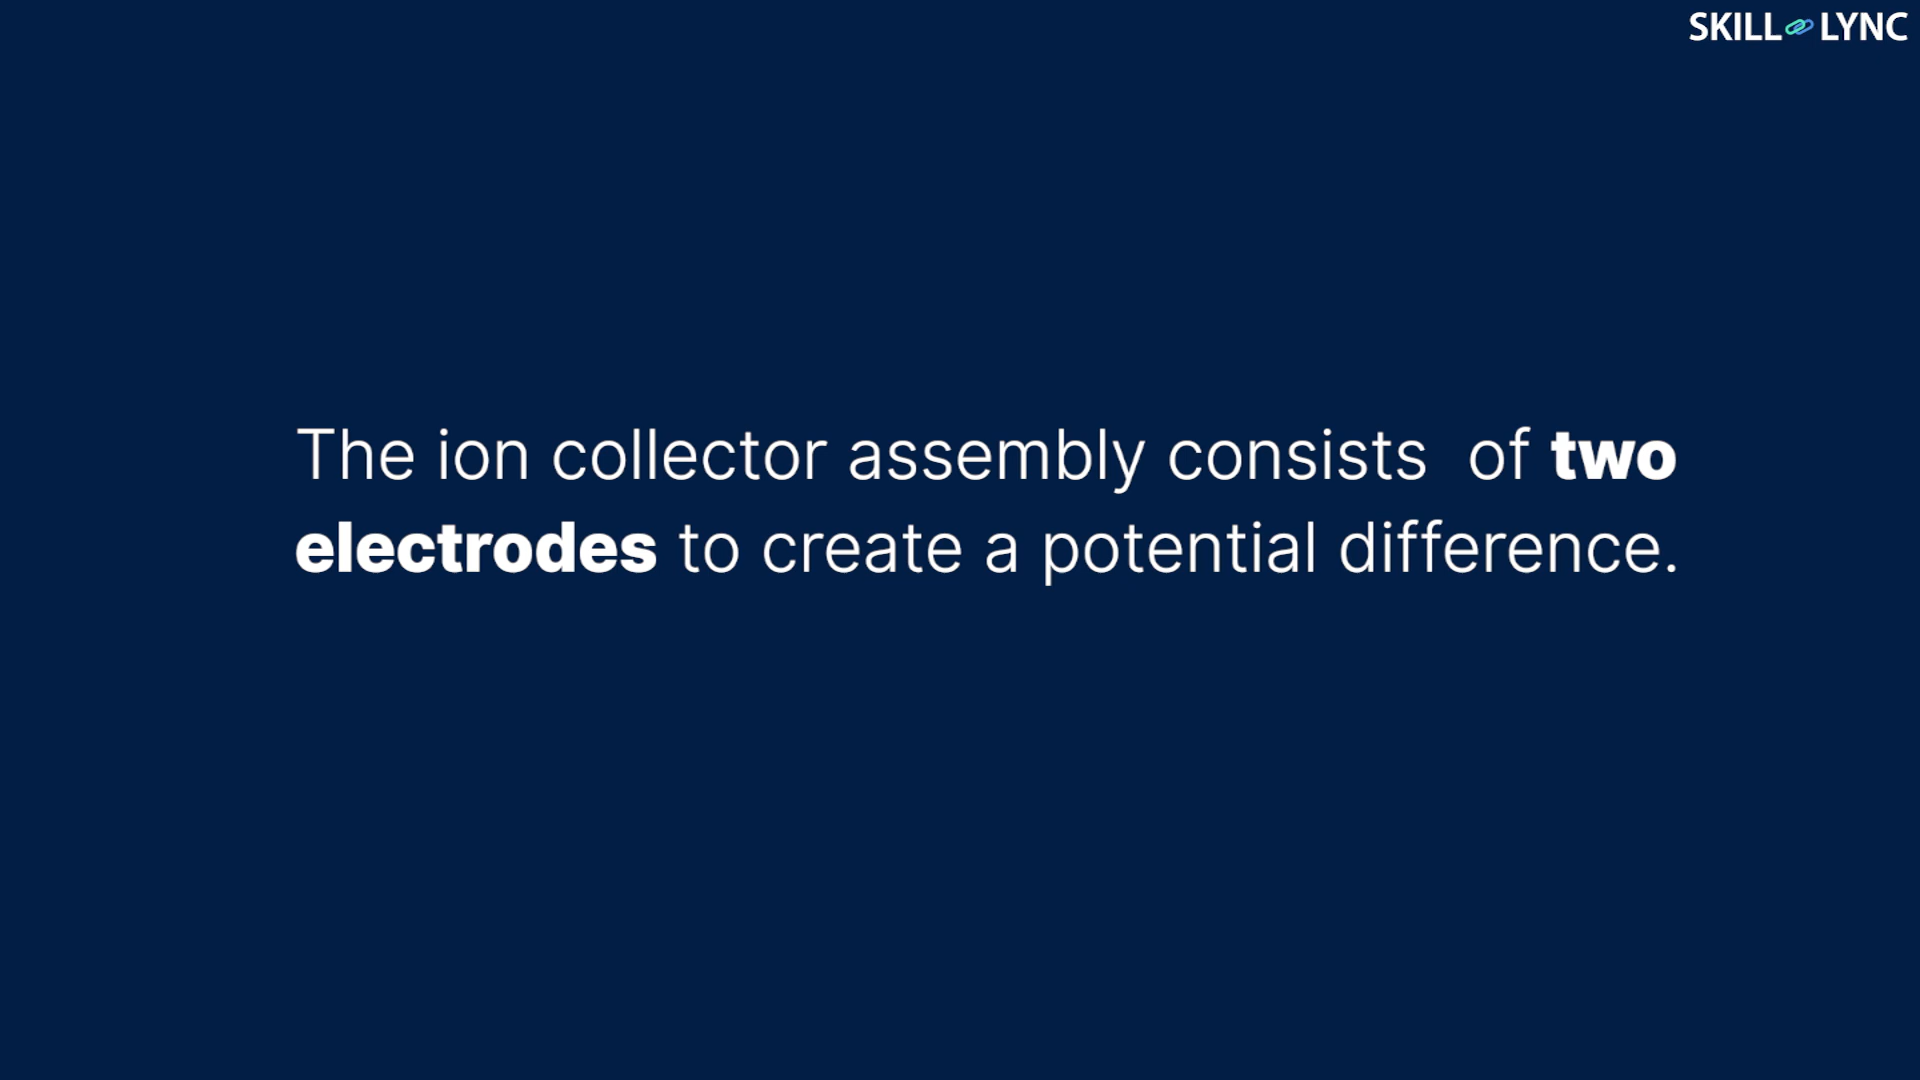 SKILL LYNC
The ion collector assembly consists  of two
electrodes to create a potential difference.